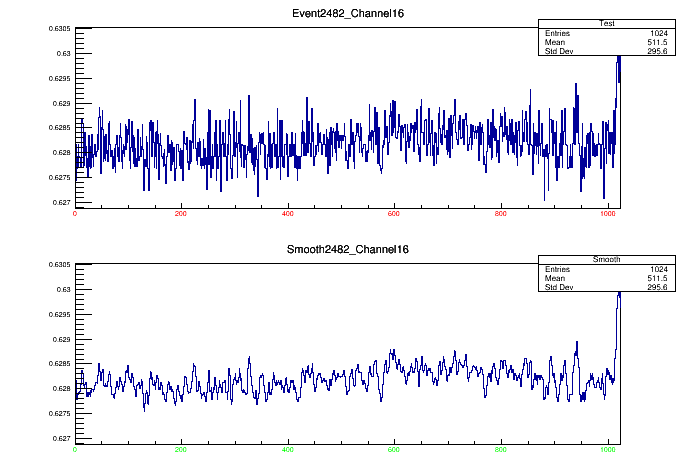 Event2482_Channel16
Test
Entries 1024
Mean 511.5
Std Dev 295.6
0.6305
0.63
0.6295
0.629
0.6285
0.628
0.6275
0.627
0 200 400 600 800 1000
Smooth2482_Channel16
Smooth
Entries 1024
Mean 511.5
Std Dev 295.6
0.6305
0.63
0.6295
0.629
0.6285
0.628
0.6275
0.627
0 200 400 600 800 1000